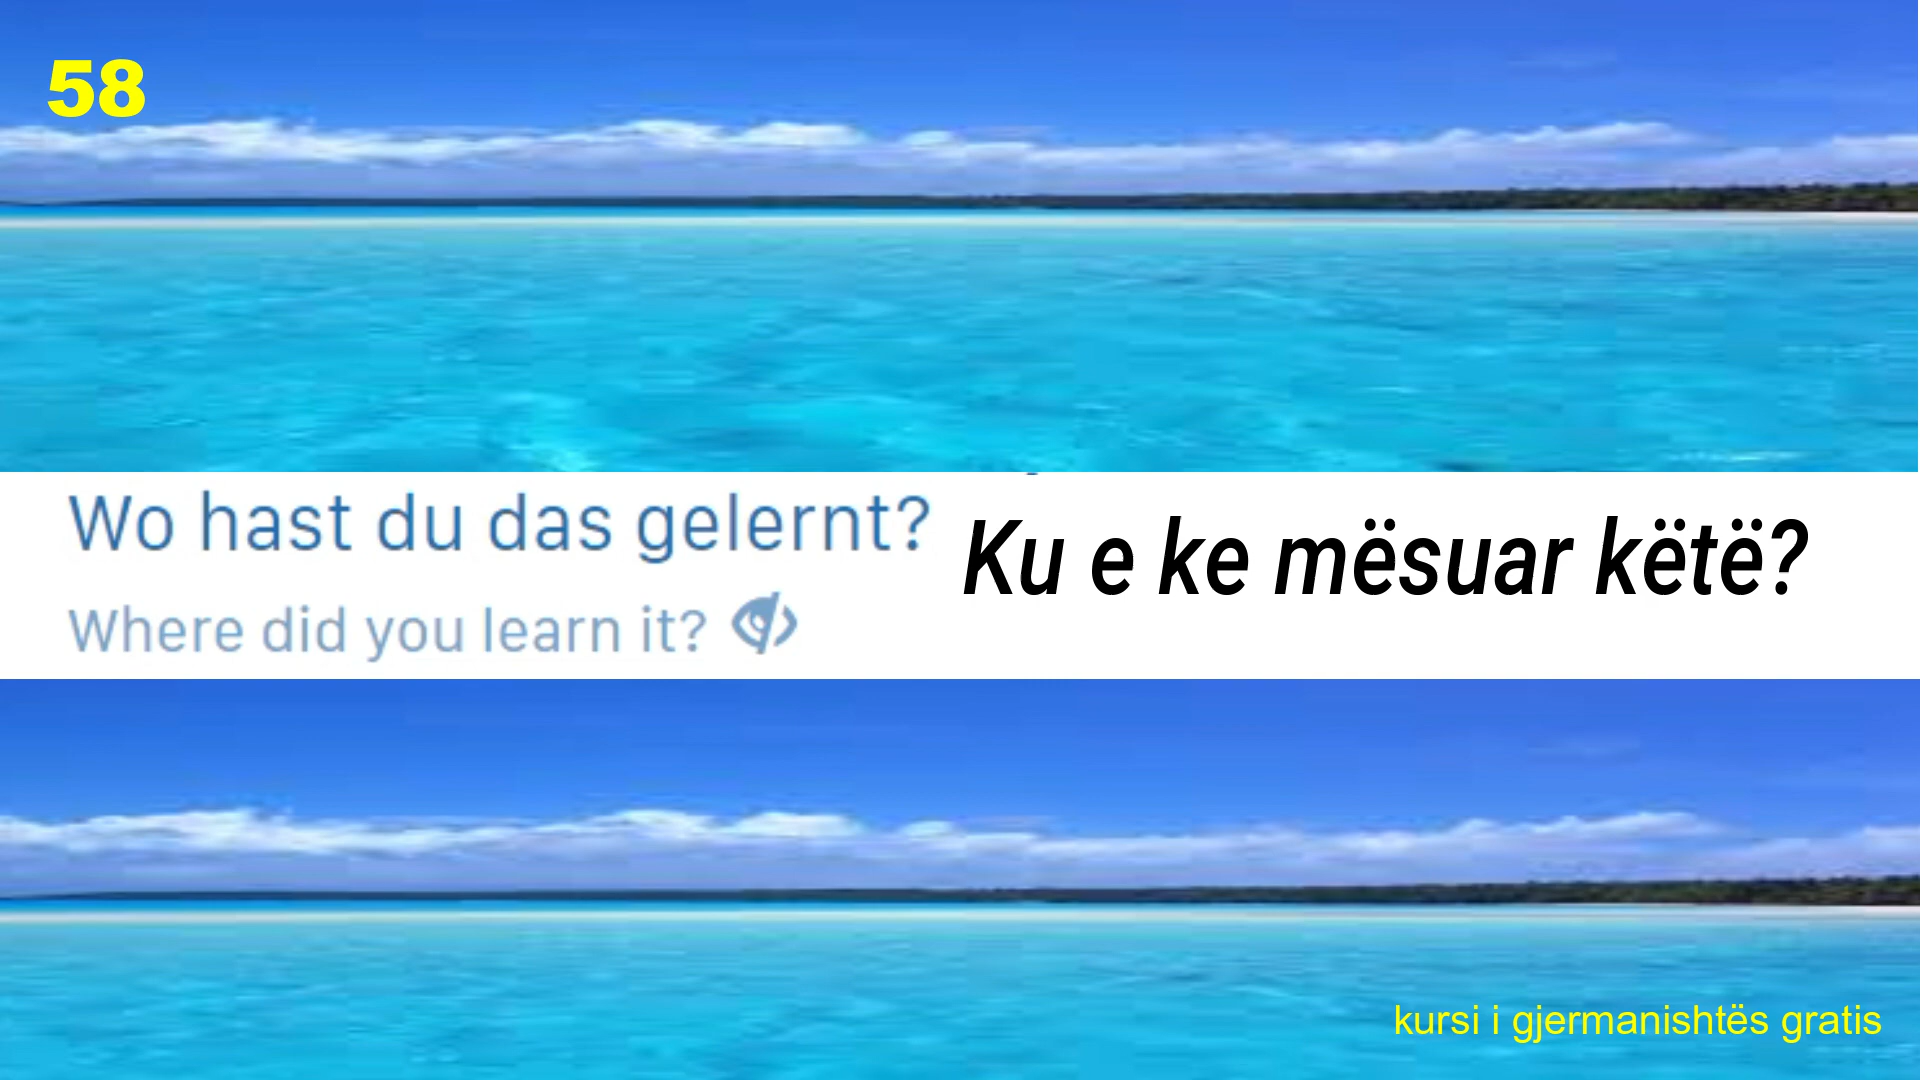 58
Wo hast du das gelernt?
Ku e ke mësuar këtë?
Where did you learn it?
kursi i gjermanishtës gratis